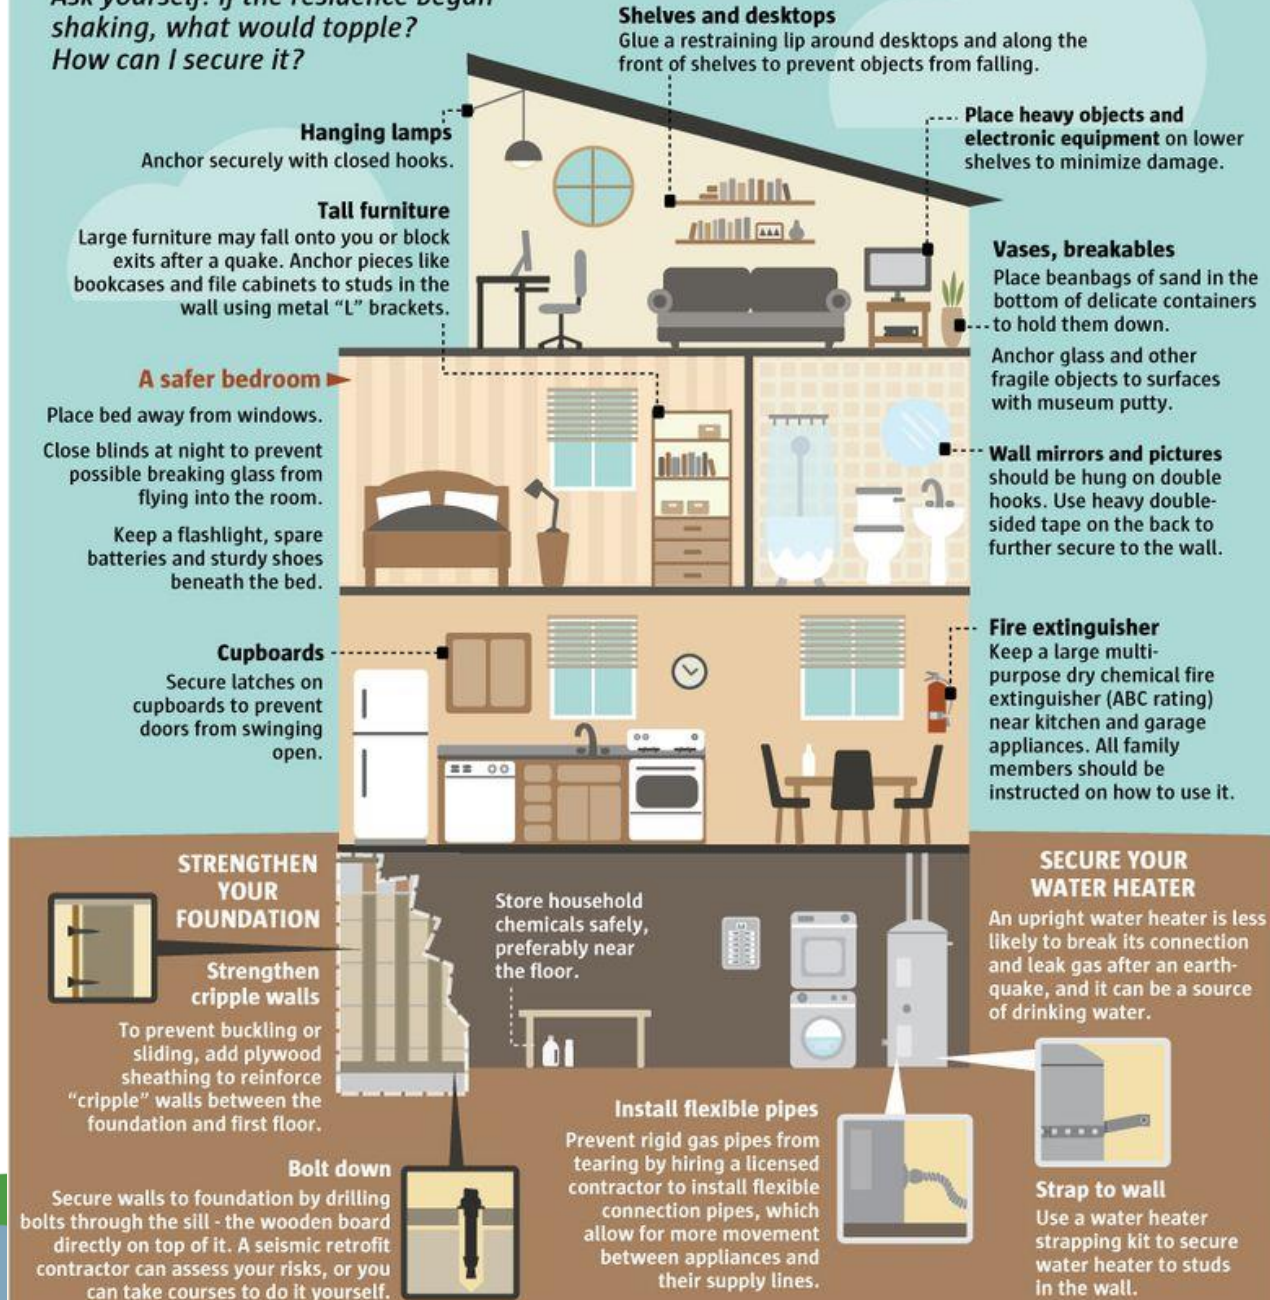 Ask yourself: If the residence began
shaking, what would topple?
How can I secure it?
Shelves and desktops
Glue a restraining lip around desktops and along the
front of shelves to prevent objects from falling.
Hanging lamps
Anchor securely with closed hooks.
Place heavy objects and
electronic equipment on lower
shelves to minimize damage.
Tall furniture
Large furniture may fall onto you or block
exits after a quake. Anchor pieces like
bookcases and file cabinets to studs in the
wall using metal “L” brackets.
Vases, breakables
Place beanbags of sand in the
bottom of delicate containers
to hold them down.
Anchor glass and other
fragile objects to surfaces
with museum putty.
A safer bedroom
Place bed away from windows.
Close blinds at night to prevent
possible breaking glass from
flying into the room.
Keep a flashlight, spare
batteries and sturdy shoes
beneath the bed.
Wall mirrors and pictures
should be hung on double
hooks. Use heavy double-
sided tape on the back to
further secure to the wall.
Cupboards
Secure latches on
cupboards to prevent
doors from swinging
open.
Fire extinguisher
Keep a large multi-
purpose dry chemical fire
extinguisher (ABC rating)
near kitchen and garage
appliances. All family
members should be
instructed on how to use it.
STRENGTHEN
YOUR
FOUNDATION
Strengthen
cripple walls
To prevent buckling or
sliding, add plywood
sheathing to reinforce
“cripple” walls between the
foundation and first floor.
Bolt down
Secure walls to foundation by drilling
bolts through the sill - the wooden board
directly on top of it. A seismic retrofit
contractor can assess your risks, or you
can take courses to do it yourself.
Store household
chemicals safely,
preferably near
the floor.
Install flexible pipes
Prevent rigid gas pipes from
tearing by hiring a licensed
contractor to install flexible
connection pipes, which
allow for more movement
between appliances and
their supply lines.
SECURE YOUR
WATER HEATER
An upright water heater is less
likely to break its connection
and leak gas after an earth-
quake, and it can be a source
of drinking water.
Strap to wall
Use a water heater
strapping kit to secure
water heater to studs
in the wall.